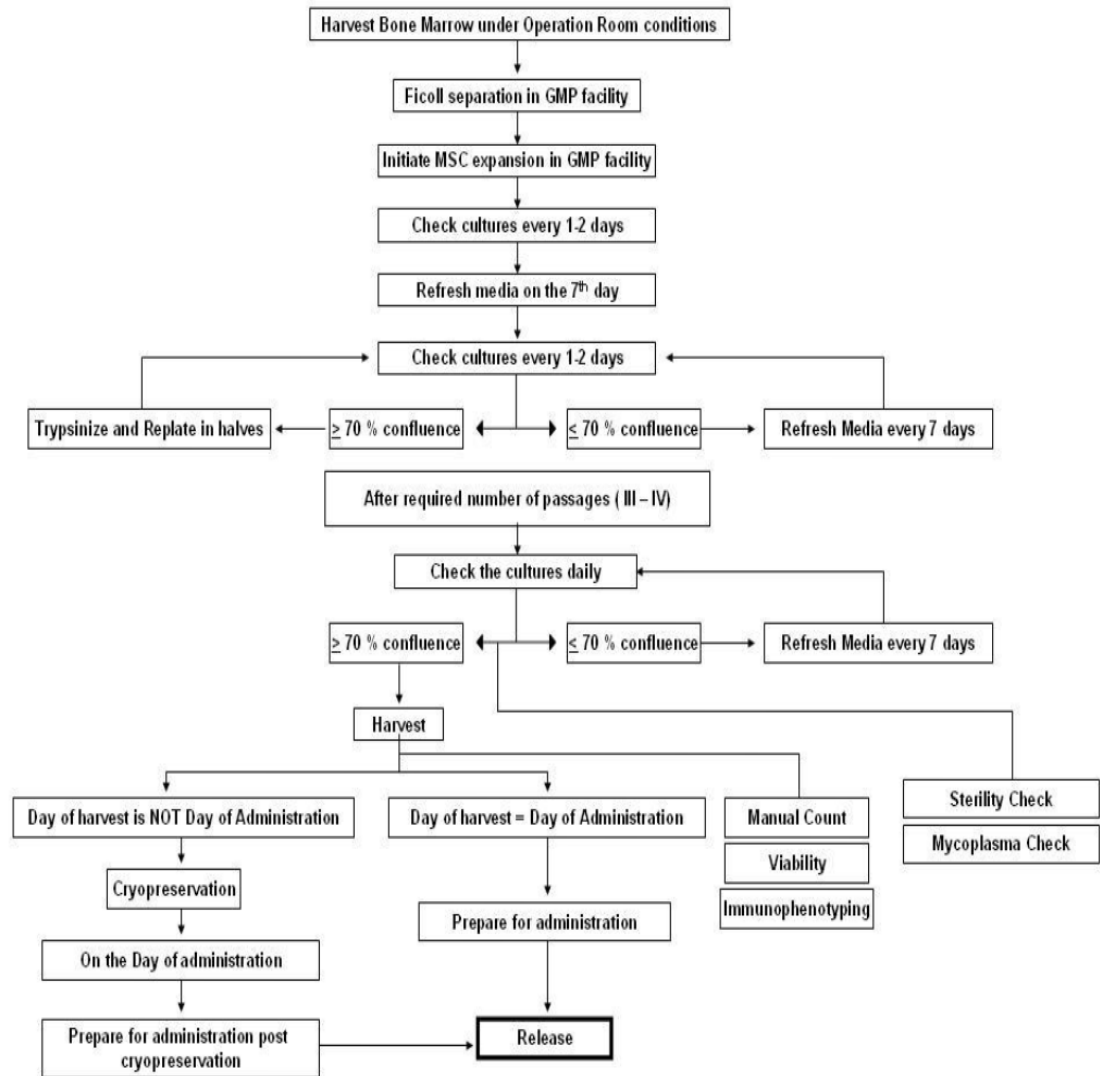 Harvest Bone Marrow under Operation Room conditions
Ficoll separation in GMP facility
Initiate MSC expansion in GMP facility
Check cultures every 1-2 days
Refresh media on the 7th day
Check cultures every 1-2 days
Trypsinize and Replate in halves
≥ 70 % confluence
≤ 70 % confluence
Refresh Media every 7 days
After required number of passages ( III – IV)
Check the cultures daily
≥ 70 % confluence
≤ 70 % confluence
Refresh Media every 7 days
Harvest
Day of harvest is NOT Day of Administration
Day of harvest = Day of Administration
Manual Count
Viability
Immunophenotyping
Sterility Check
Mycoplasma Check
Cryopreservation
On the Day of administration
Prepare for administration
Prepare for administration post
cryopreservation
Release